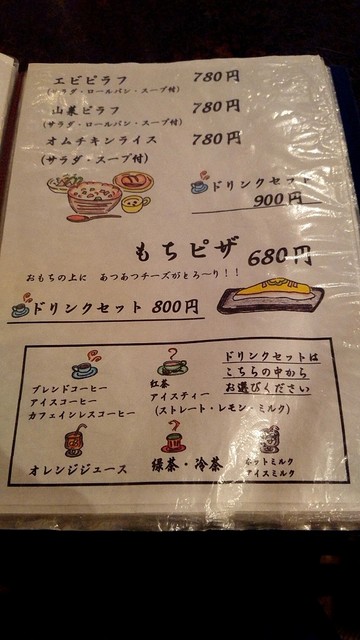 エビピラフ 780円
(サラダ・ロールパン・スープ付)
山菜ピラフ 780円
(サラダ・ロールパン・スープ付)
オムチキンライス 780円
(サラダ・スープ付)
ドリンクセット
900円
もちピザ 680円
おもちの上に あつあつチーズがとろ~り!!
ドリンクセット 800円
ドリンクセットは
こちらの中から
お選びください
ブレンドコーヒー
アイスコーヒー
カフェインレスコーヒー
紅茶
アイスティー
(ストレート・レモン・ミルク)
オレンジジュース
緑茶・冷茶
ホットミルク
アイスミルク